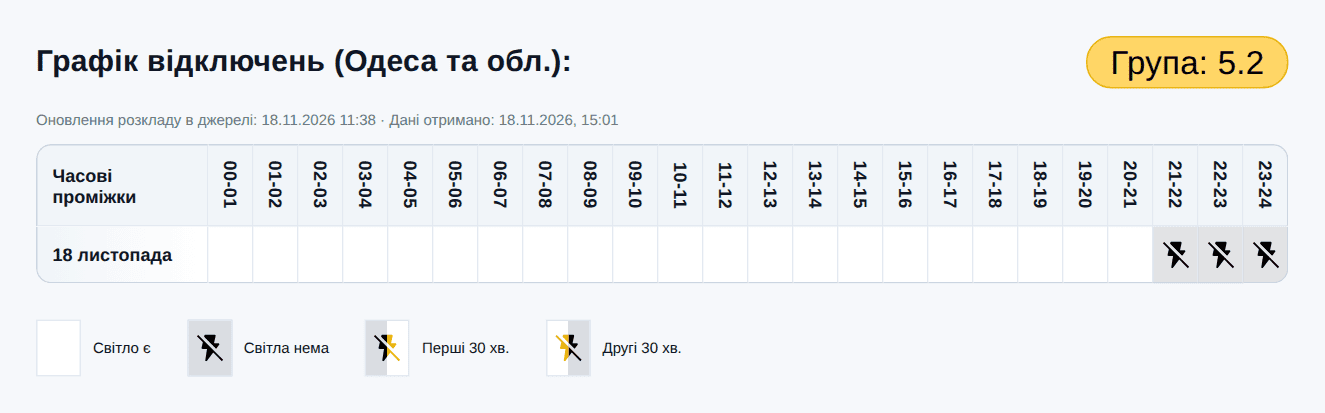 Графік відключень (Одеса та обл.):
Група: 5.2
Оновлення розкладу в джерелі: 18.11.2026 11:38 · Дані отримано: 18.11.2026, 15:01
Часові
проміжки
00-01
01-02
02-03
03-04
04-05
05-06
06-07
07-08
08-09
09-10
10-11
11-12
12-13
13-14
14-15
15-16
16-17
17-18
18-19
19-20
20-21
21-22
22-23
23-24
18 листопада
Світло є
Світла нема
Перші 30 хв.
Другі 30 хв.